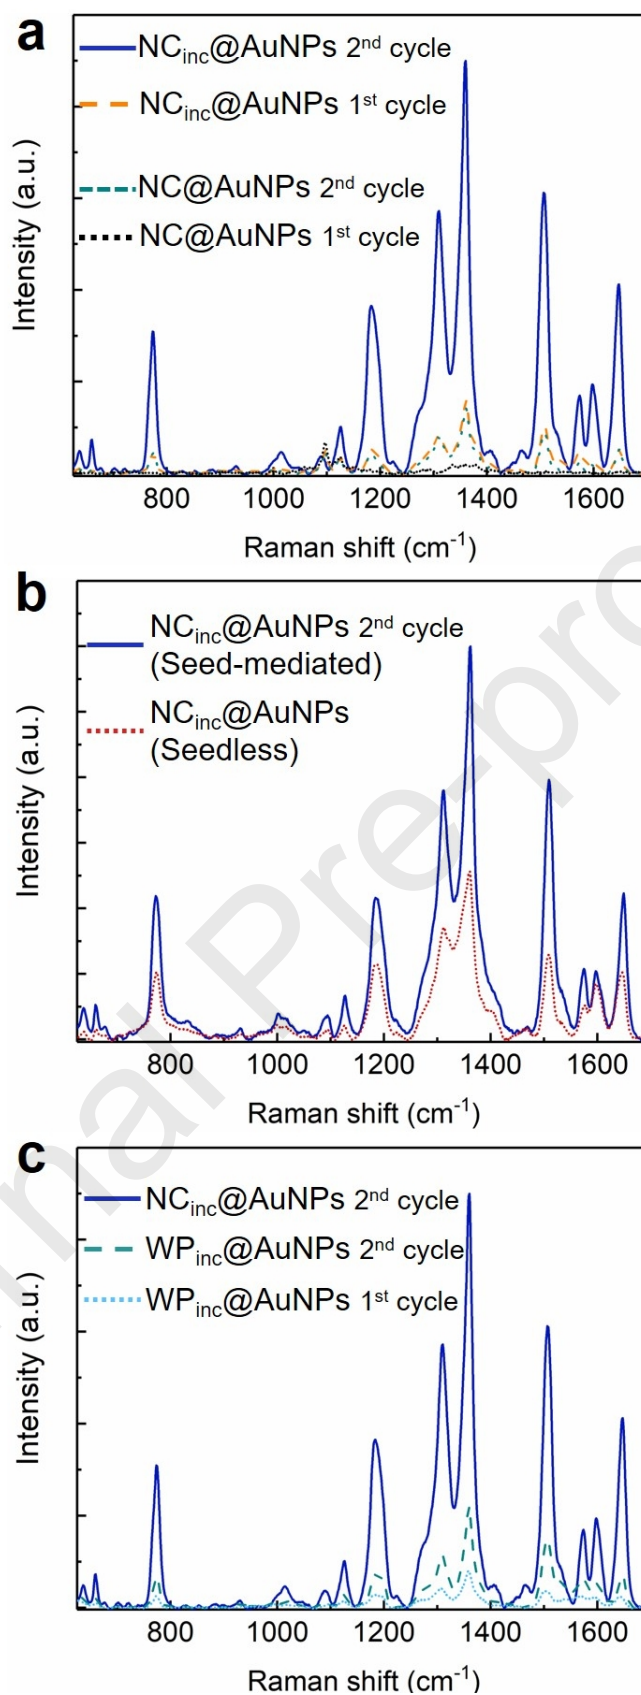 a
NCinc@AuNPs 2nd cycle
NCinc@AuNPs 1st cycle
NC@AuNPs 2nd cycle
NC@AuNPs 1st cycle
Intensity (a.u.)
800 1000 1200 1400 1600
Raman shift (cm-1)
b
NCinc@AuNPs 2nd cycle
(Seed-mediated)
NCinc@AuNPs
(Seedless)
Intensity (a.u.)
800 1000 1200 1400 1600
Raman shift (cm-1)
c
NCinc@AuNPs 2nd cycle
WPinc@AuNPs 2nd cycle
WPinc@AuNPs 1st cycle
Intensity (a.u.)
800 1000 1200 1400 1600
Raman shift (cm-1)
nal Pre-pro